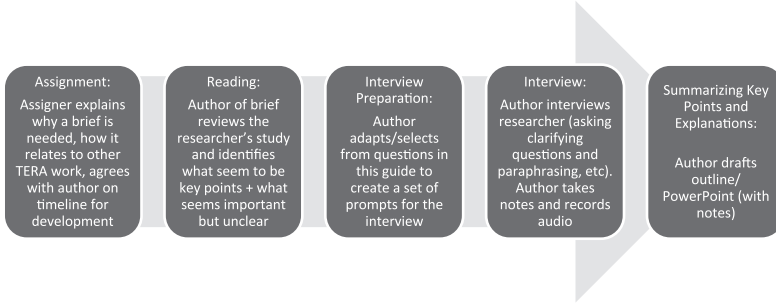 Assignment:
Assigner explains
why a brief is
needed, how it
relates to other
TERA work, agrees
with author on
timeline for
development
Reading:
Author of brief
reviews the
researcher's study
and identifies
what seem to be
key points + what
seems important
but unclear
Interview
Preparation:
Author
adapts/selects
from questions in
this guide to
create a set of
prompts for the
interview
Interview:
Author interviews
researcher (asking
clarifying
questions and
paraphrasing, etc).
Author takes
notes and records
audio
Summarizing Key
Points and
Explanations:
Author drafts
outline/
PowerPoint (with
notes)